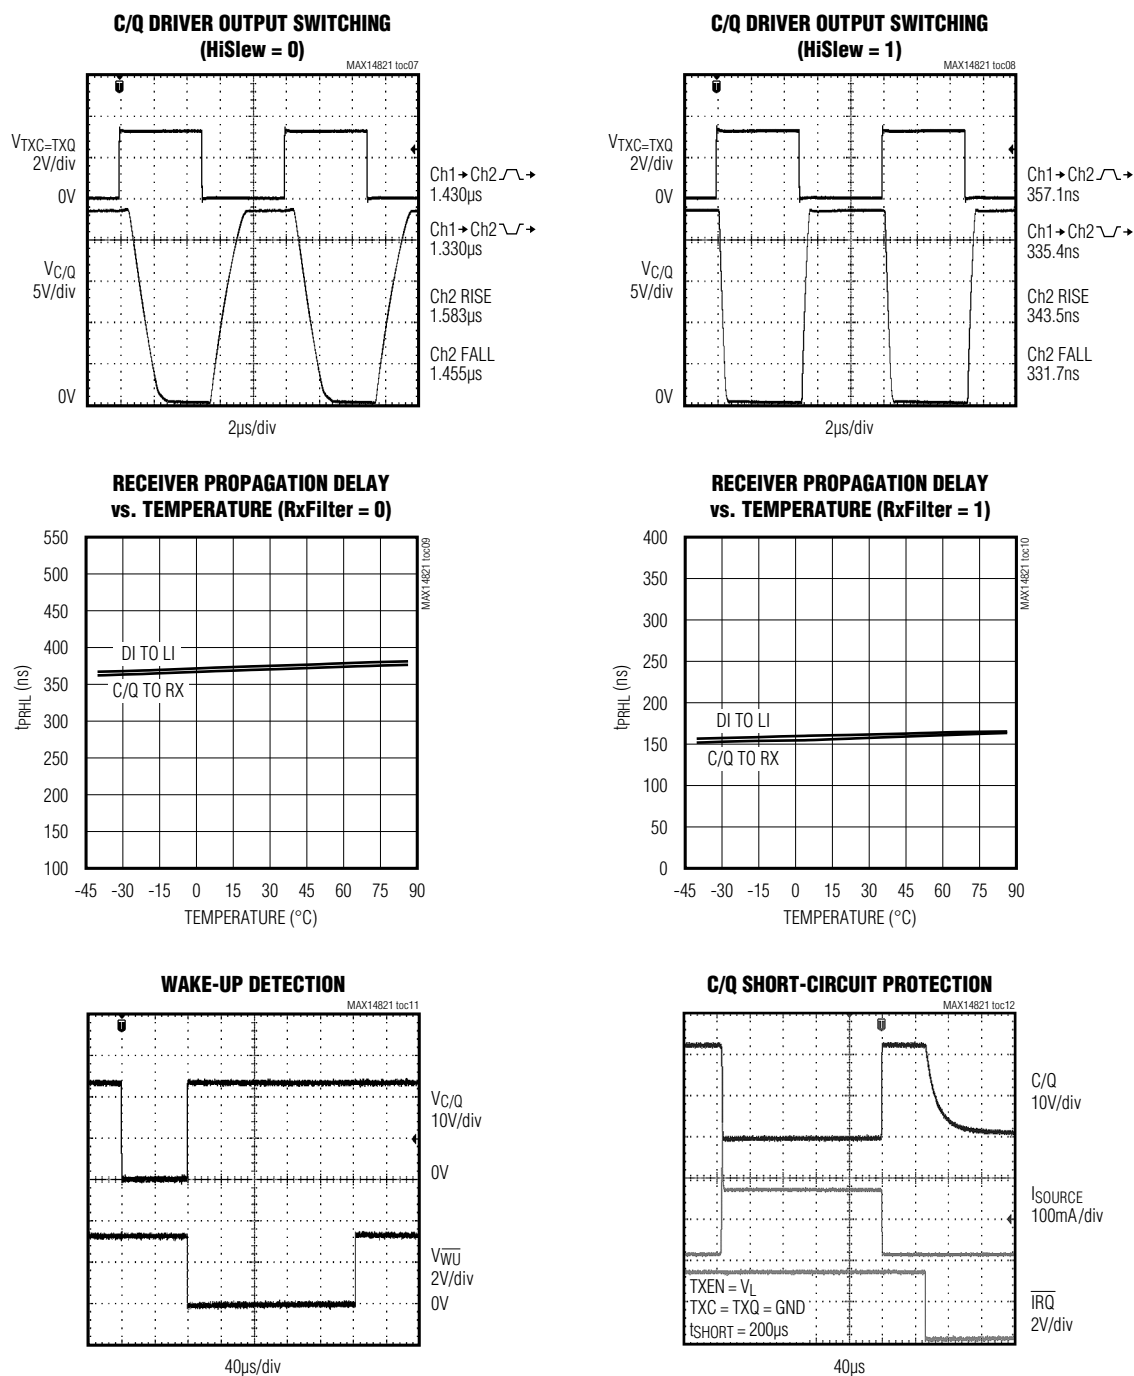 C/Q DRIVER OUTPUT SWITCHING
(HiSlew = 0)
MAX14821 toc07
VTXC=TXQ
2V/div
0V
VC/Q
5V/div
0V
Ch1→Ch2 →
1.430µs
Ch1→Ch2 →
1.330µs
Ch2 RISE
1.583µs
Ch2 FALL
1.455µs
2µs/div
C/Q DRIVER OUTPUT SWITCHING
(HiSlew = 1)
MAX14821 toc08
VTXC=TXQ
2V/div
0V
VC/Q
5V/div
0V
Ch1→Ch2 →
357.1ns
Ch1→Ch2 →
335.4ns
Ch2 RISE
343.5ns
Ch2 FALL
331.7ns
2µs/div
RECEIVER PROPAGATION DELAY
vs. TEMPERATURE (RxFilter = 0)
MAX14821 toc09
tPRHL (ns)
550
500
450
400
350
300
250
200
150
100
DI TO LI
C/Q TO RX
-45 -30 -15 0 15 30 45 60 75 90
TEMPERATURE (°C)
RECEIVER PROPAGATION DELAY
vs. TEMPERATURE (RxFilter = 1)
MAX14821 toc10
tPRHL (ns)
400
350
300
250
200
150
100
50
0
DI TO LI
C/Q TO RX
-45 -30 -15 0 15 30 45 60 75 90
TEMPERATURE (°C)
WAKE-UP DETECTION
MAX14821 toc11
VC/Q
10V/div
0V
VWU
2V/div
0V
40µs/div
C/Q SHORT-CIRCUIT PROTECTION
MAX14821 toc12
C/Q
10V/div
ISOURCE
100mA/div
IRQ
2V/div
TXEN = VL
TXC = TXQ = GND
tSHORT = 200µs
40µs